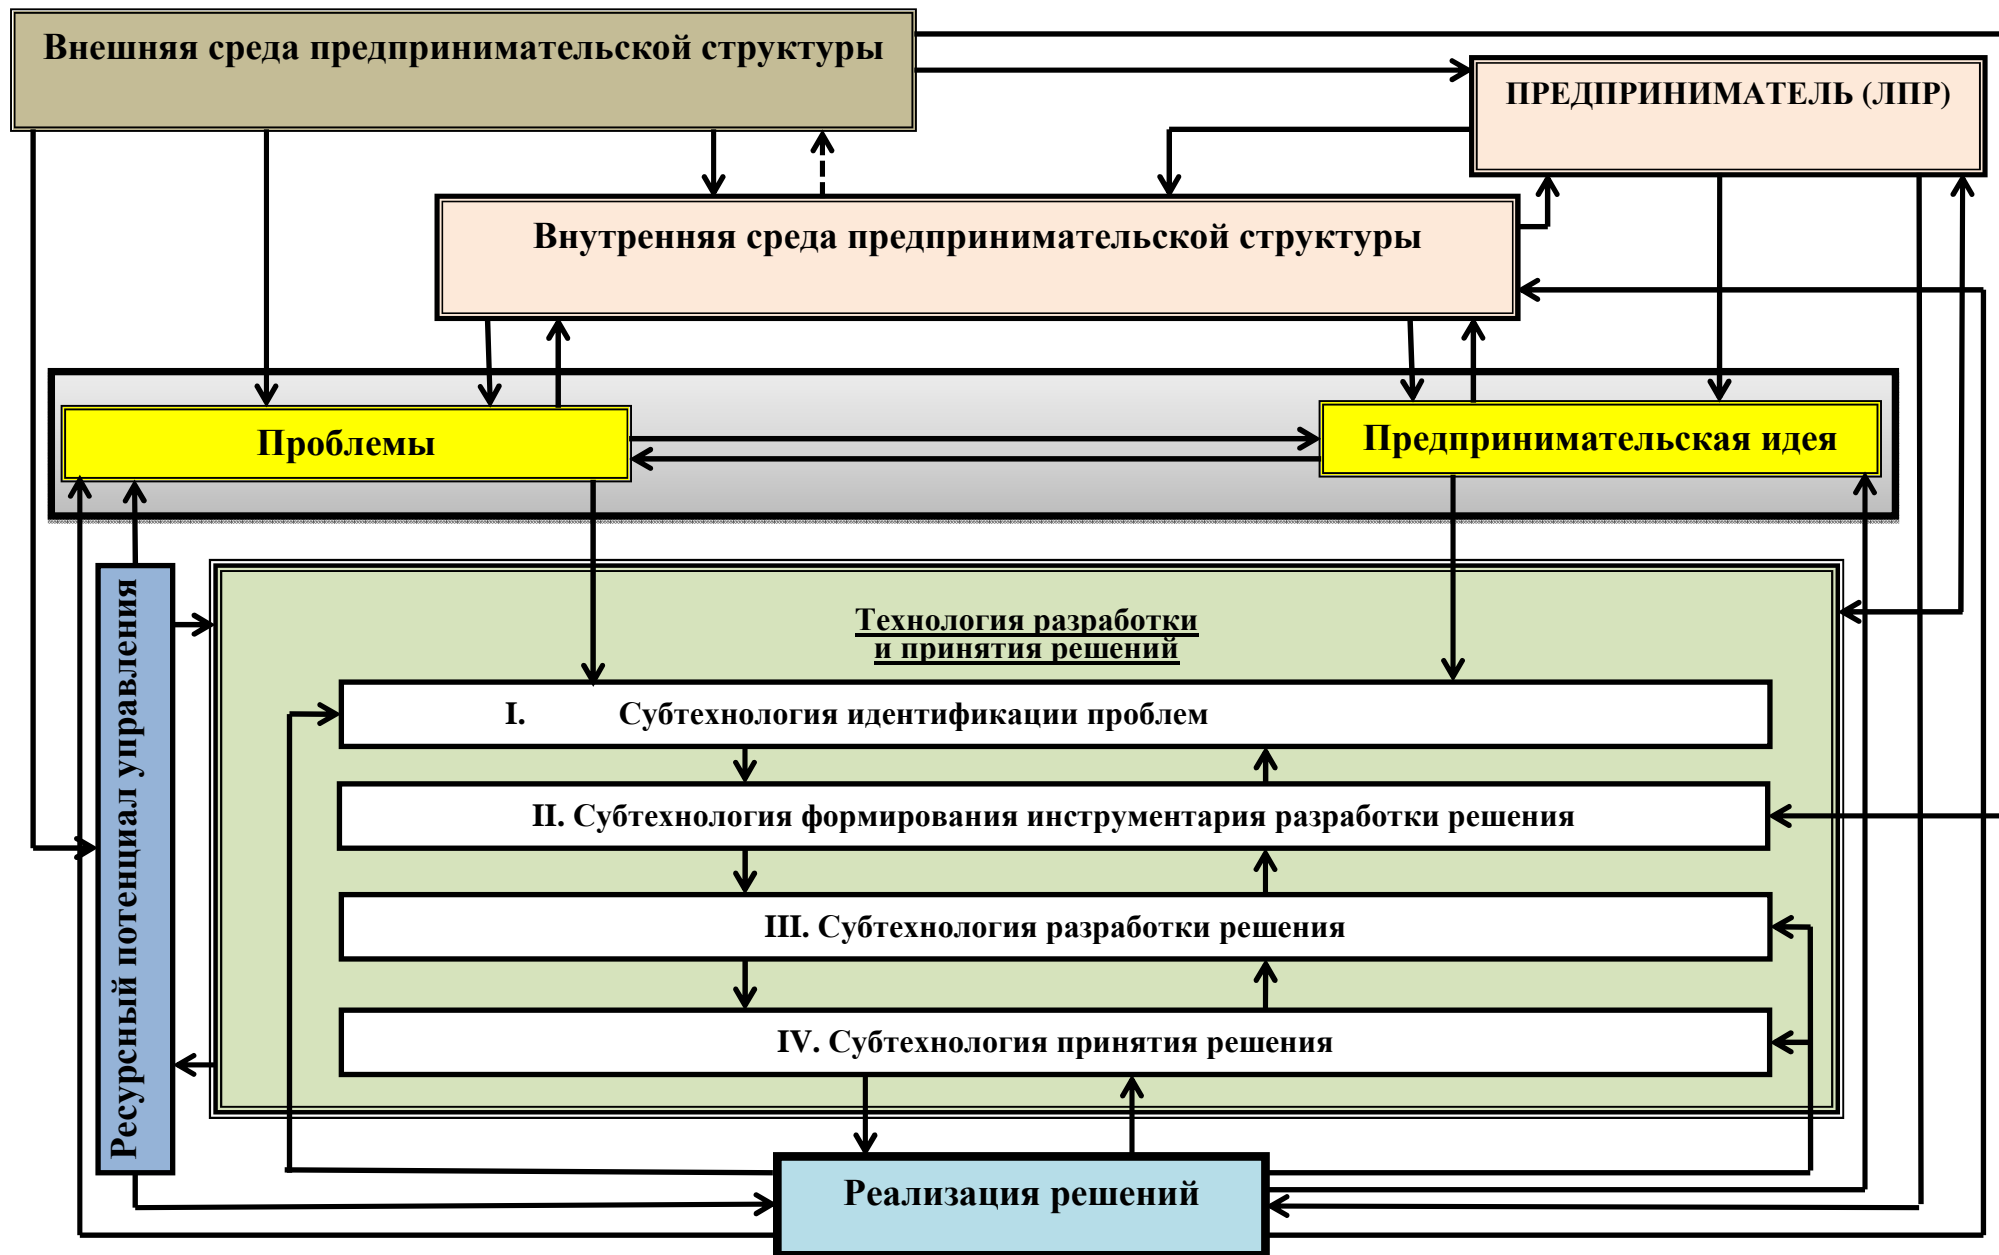 Внешняя среда предпринимательской структуры
ПРЕДПРИНИМАТЕЛЬ (ЛПР)
Внутренняя среда предпринимательской структуры
Проблемы
Предпринимательская идея
Ресурсный потенциал управления
Технология разработки
и принятия решений
I. Субтехнология идентификации проблем
II. Субтехнология формирования инструментария разработки решения
III. Субтехнология разработки решения
IV. Субтехнология принятия решения
Реализация решений